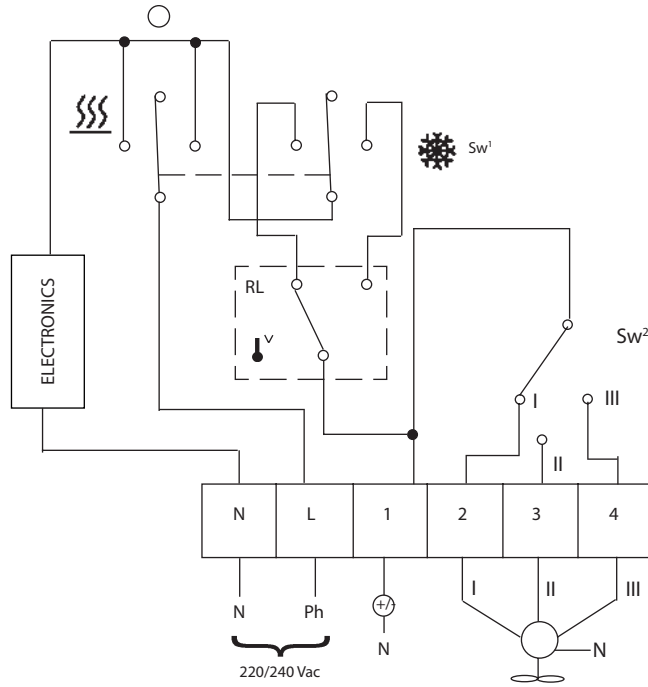 Sw¹
RL
ELECTRONICS
Sw²
I
III
II
N
L
1
2
3
4
I
II
III
N
Ph
+/-
N
N
220/240 Vac